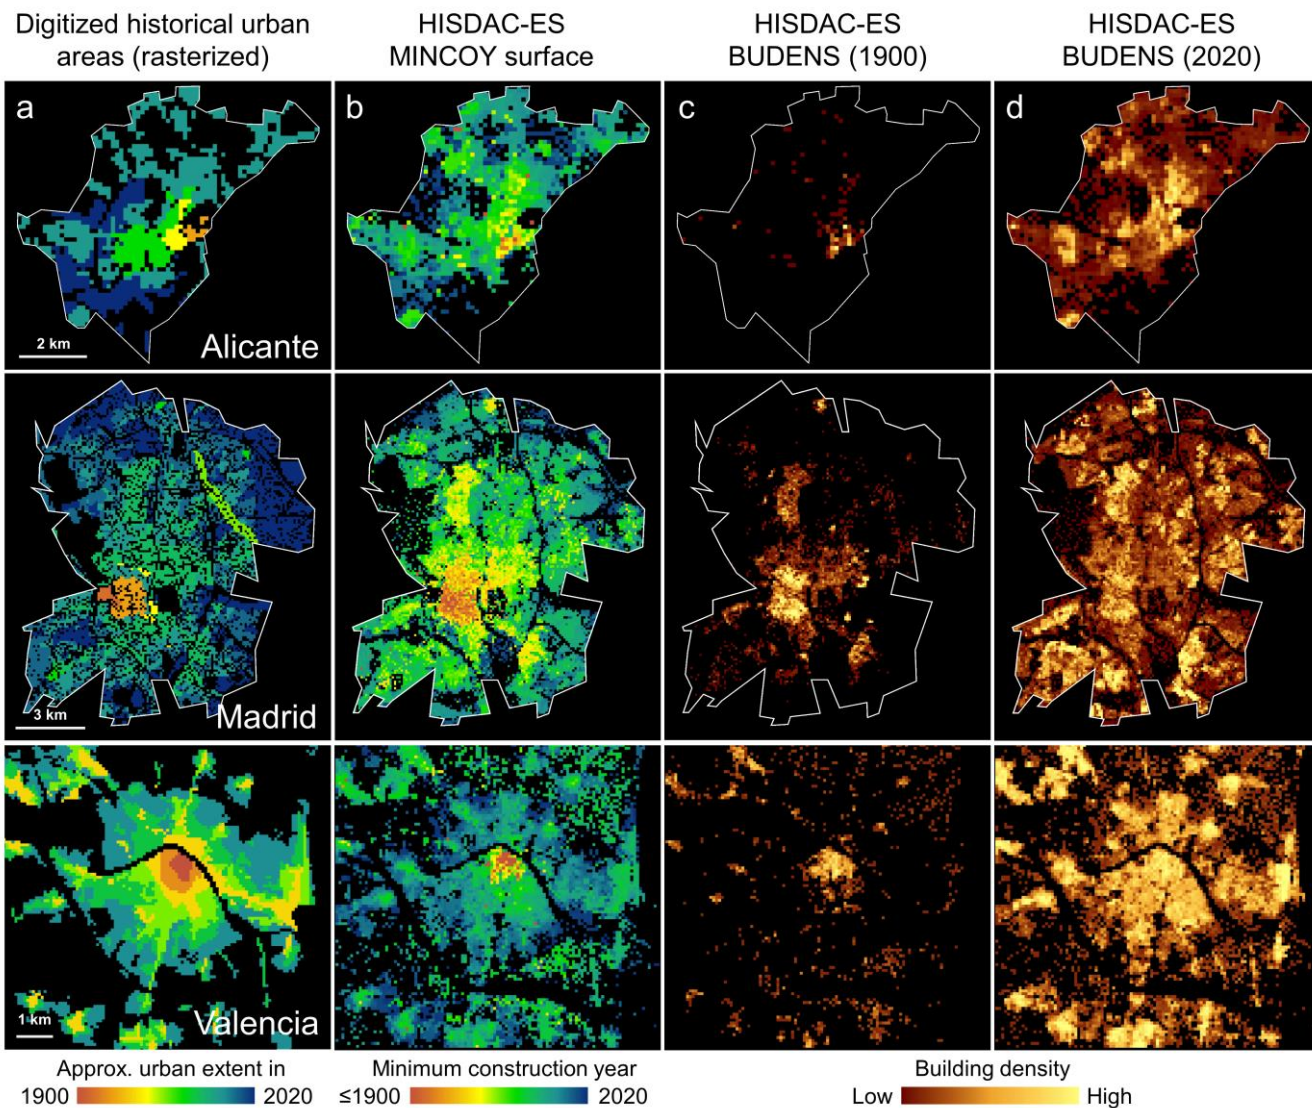 Digitized historical urban
areas (rasterized)
HISDAC-ES
MINCOY surface
HISDAC-ES
BUDENS (1900)
HISDAC-ES
BUDENS (2020)
a
b
c
d
2 km
Alicante
3 km
Madrid
1 km
Valencia
Approx. urban extent in
1900 2020
Minimum construction year
≤1900 2020
Building density
Low High